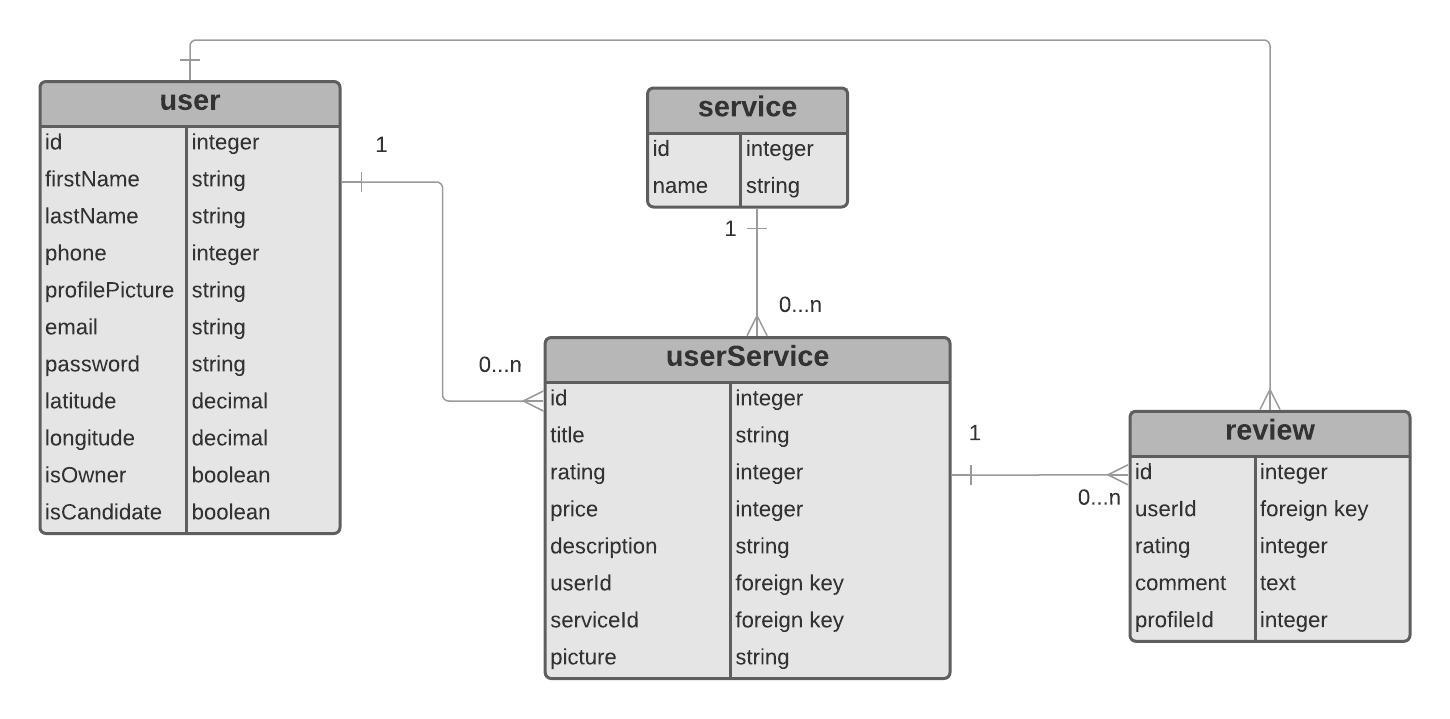 user
id integer
firstName string
lastName string
phone integer
profilePicture string
email string
password string
latitude decimal
longitude decimal
isOwner boolean
isCandidate boolean
1
0...n
service
id integer
name string
1
0...n
userService
id integer
title string
rating integer
price integer
description string
userId foreign key
serviceId foreign key
picture string
1
0...n
review
id integer
userId foreign key
rating integer
comment text
profileId integer